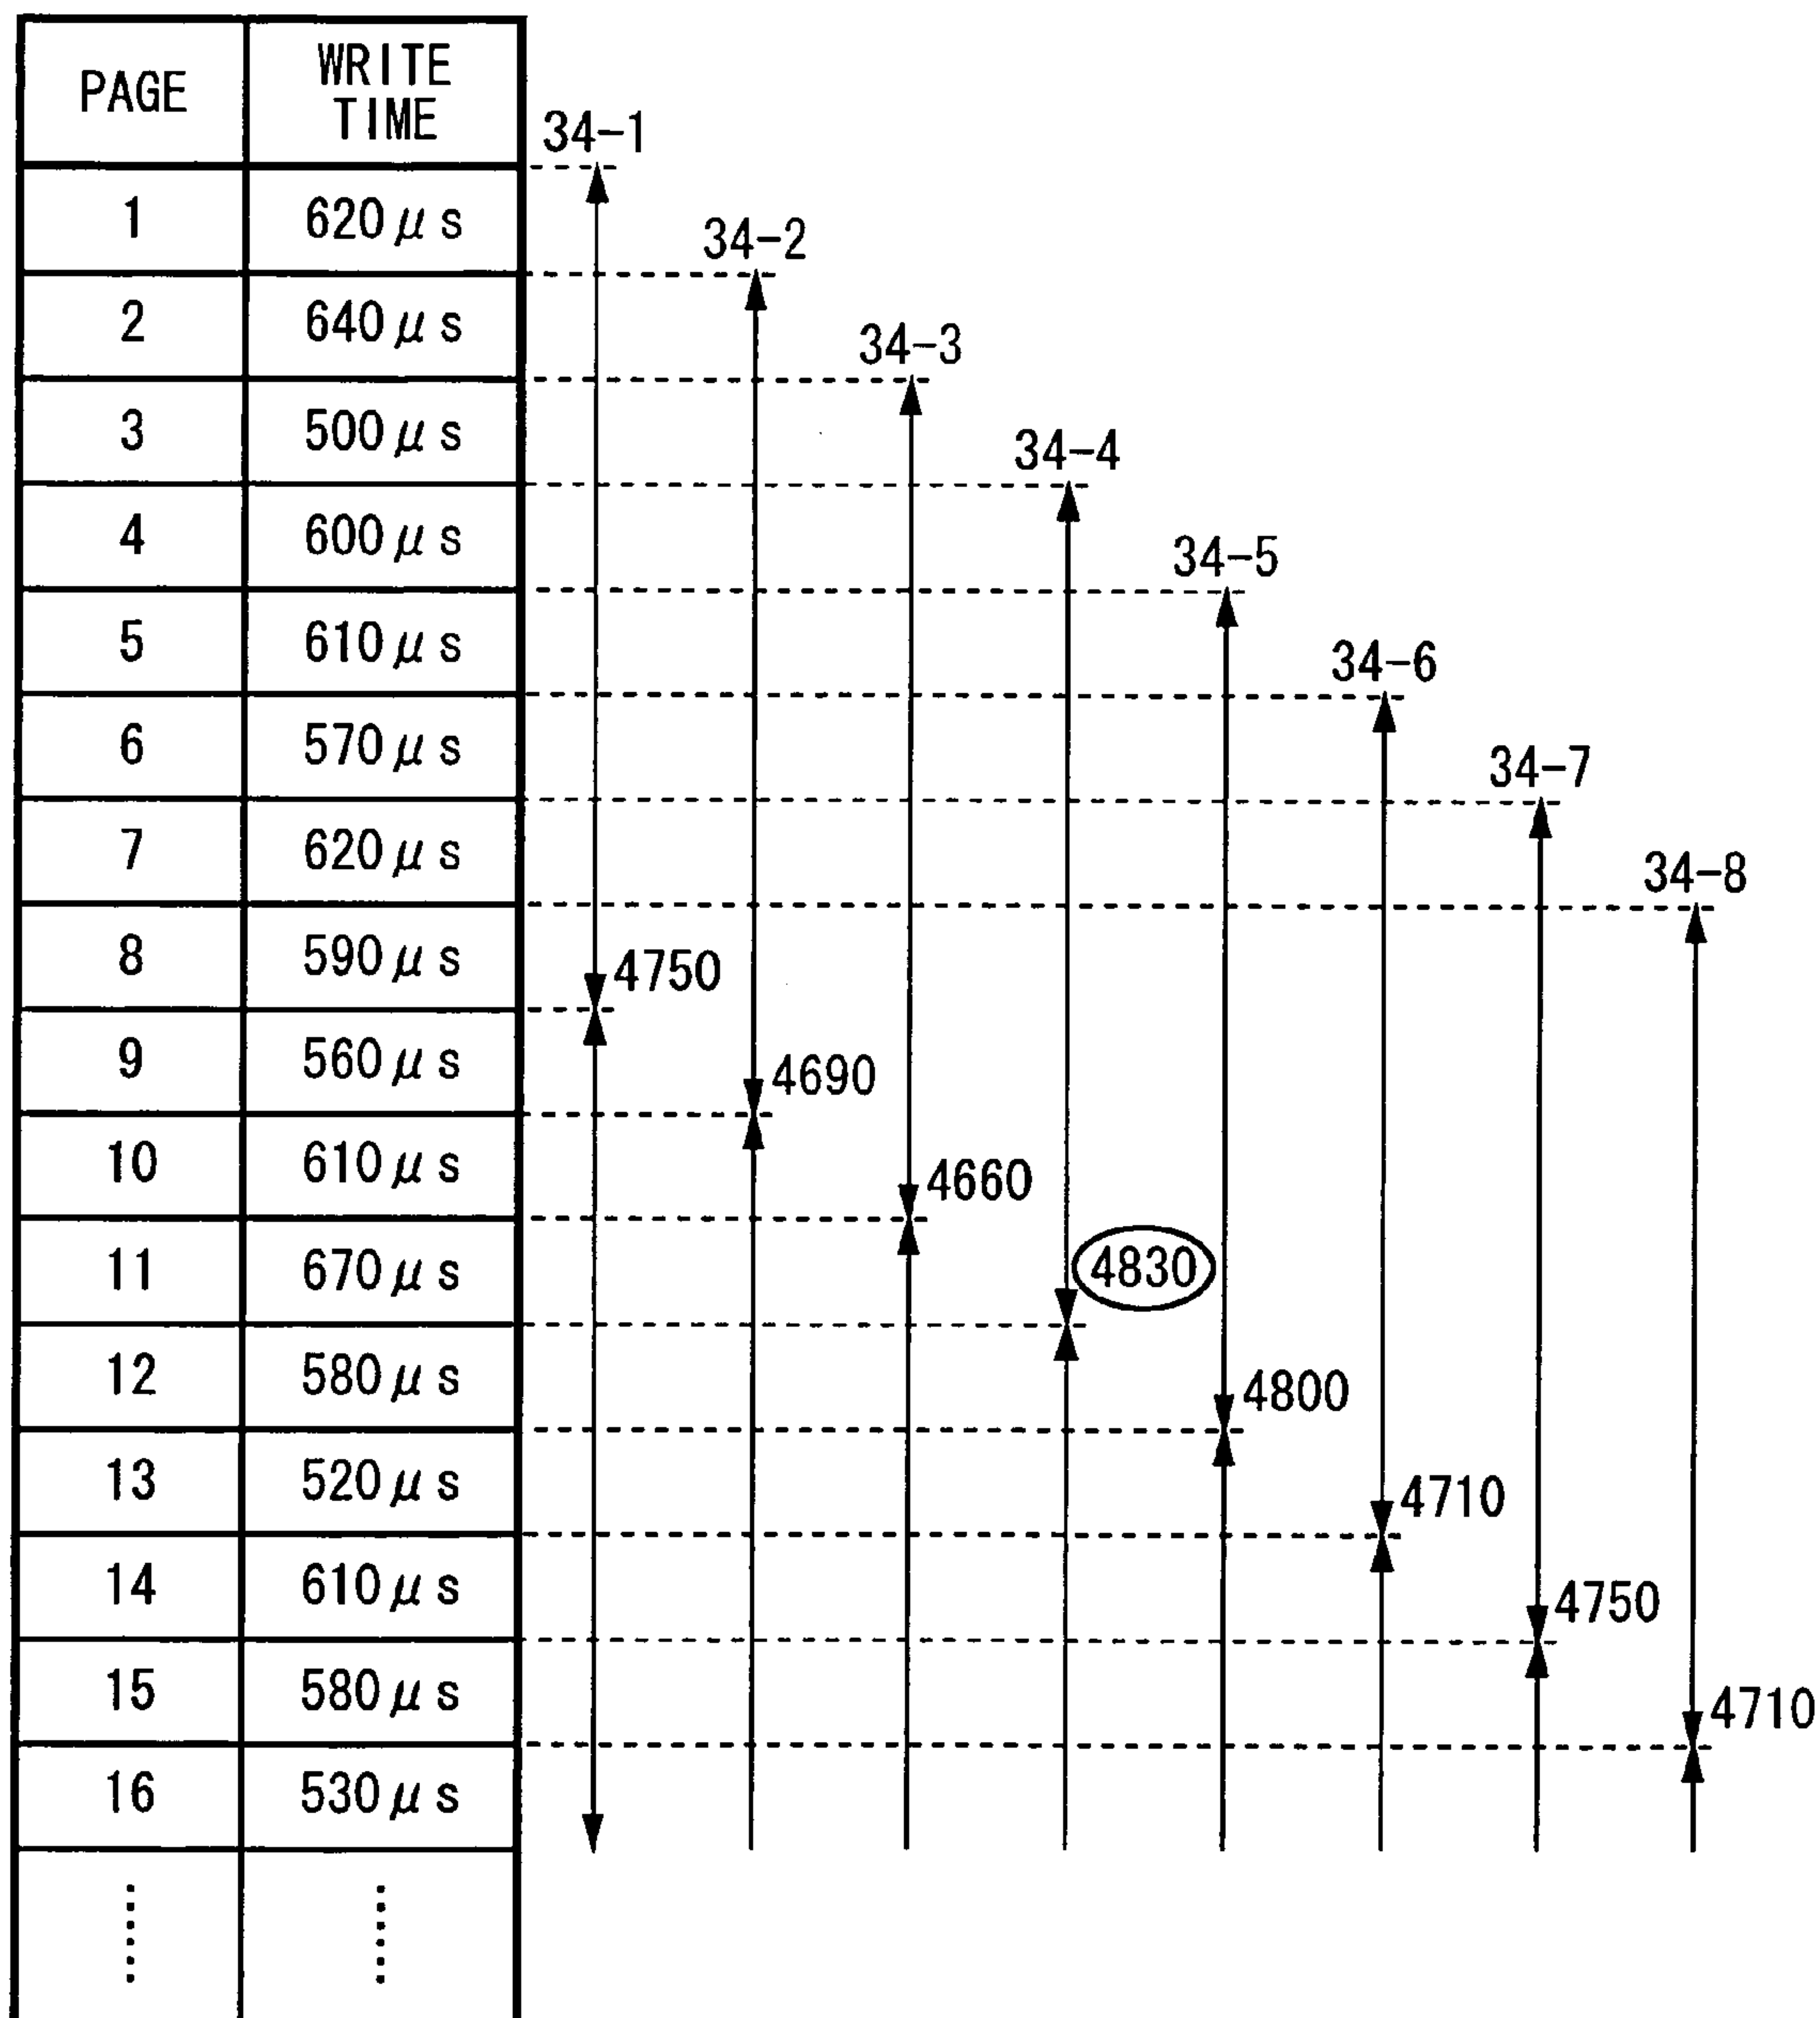 PAGE WRITE TIME
34-1
1 620μs
34-2
2 640μs
34-3
3 500μs
34-4
4 600μs
34-5
5 610μs
34-6
6 570μs
34-7
7 620μs
34-8
8 590μs 4750
9 560μs 4690
10 610μs 4660
11 670μs 4830
12 580μs 4800
13 520μs 4710
14 610μs 4750
15 580μs 4710
16 530μs